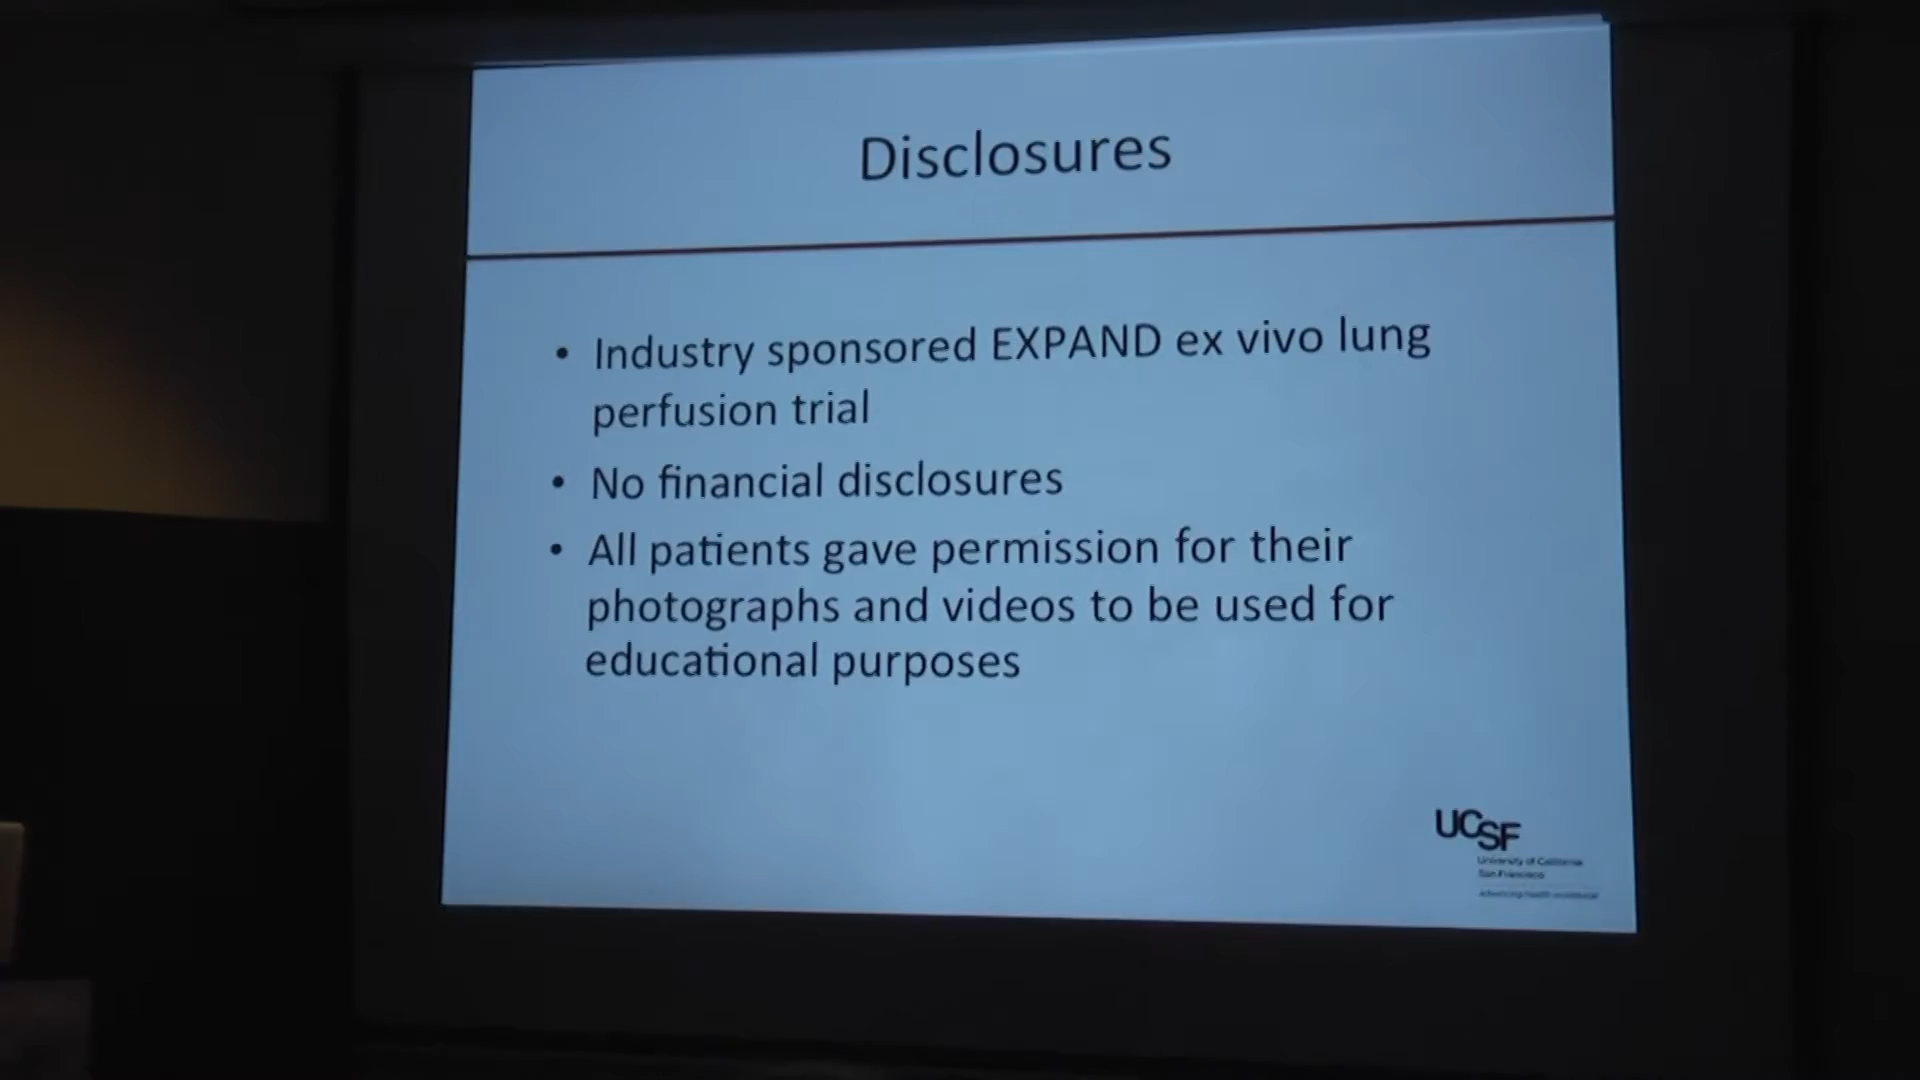 Disclosures
• Industry sponsored EXPAND ex vivo lung
perfusion trial
• No financial disclosures
• All patients gave permission for their
photographs and videos to be used for
educational purposes
UCSF
University of California
San Francisco